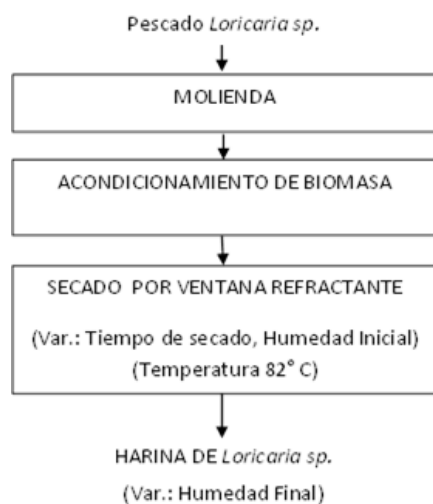 Pescado Loricaria sp.
MOLIENDA
ACONDICIONAMIENTO DE BIOMASA
SECADO POR VENTANA REFRACTANTE
(Var.: Tiempo de secado, Humedad Inicial)
(Temperatura 82° C)
HARINA DE Loricaria sp.
(Var.: Humedad Final)